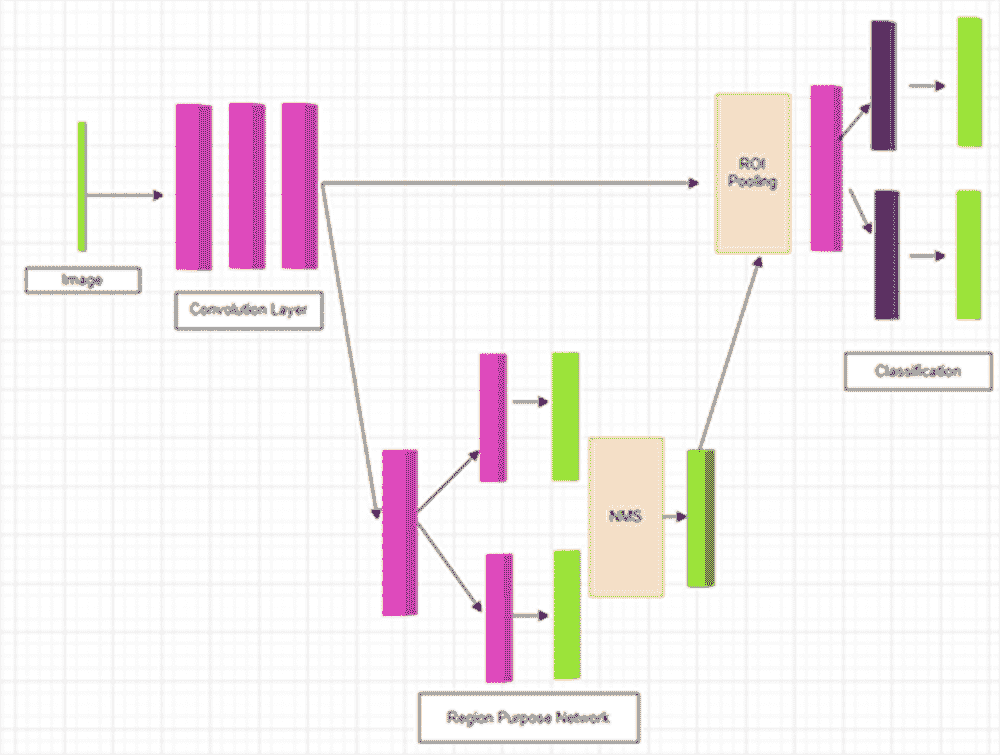 Image
Convolution Layer
ROI
Pooling
Classification
NMS
Region Purpose Network